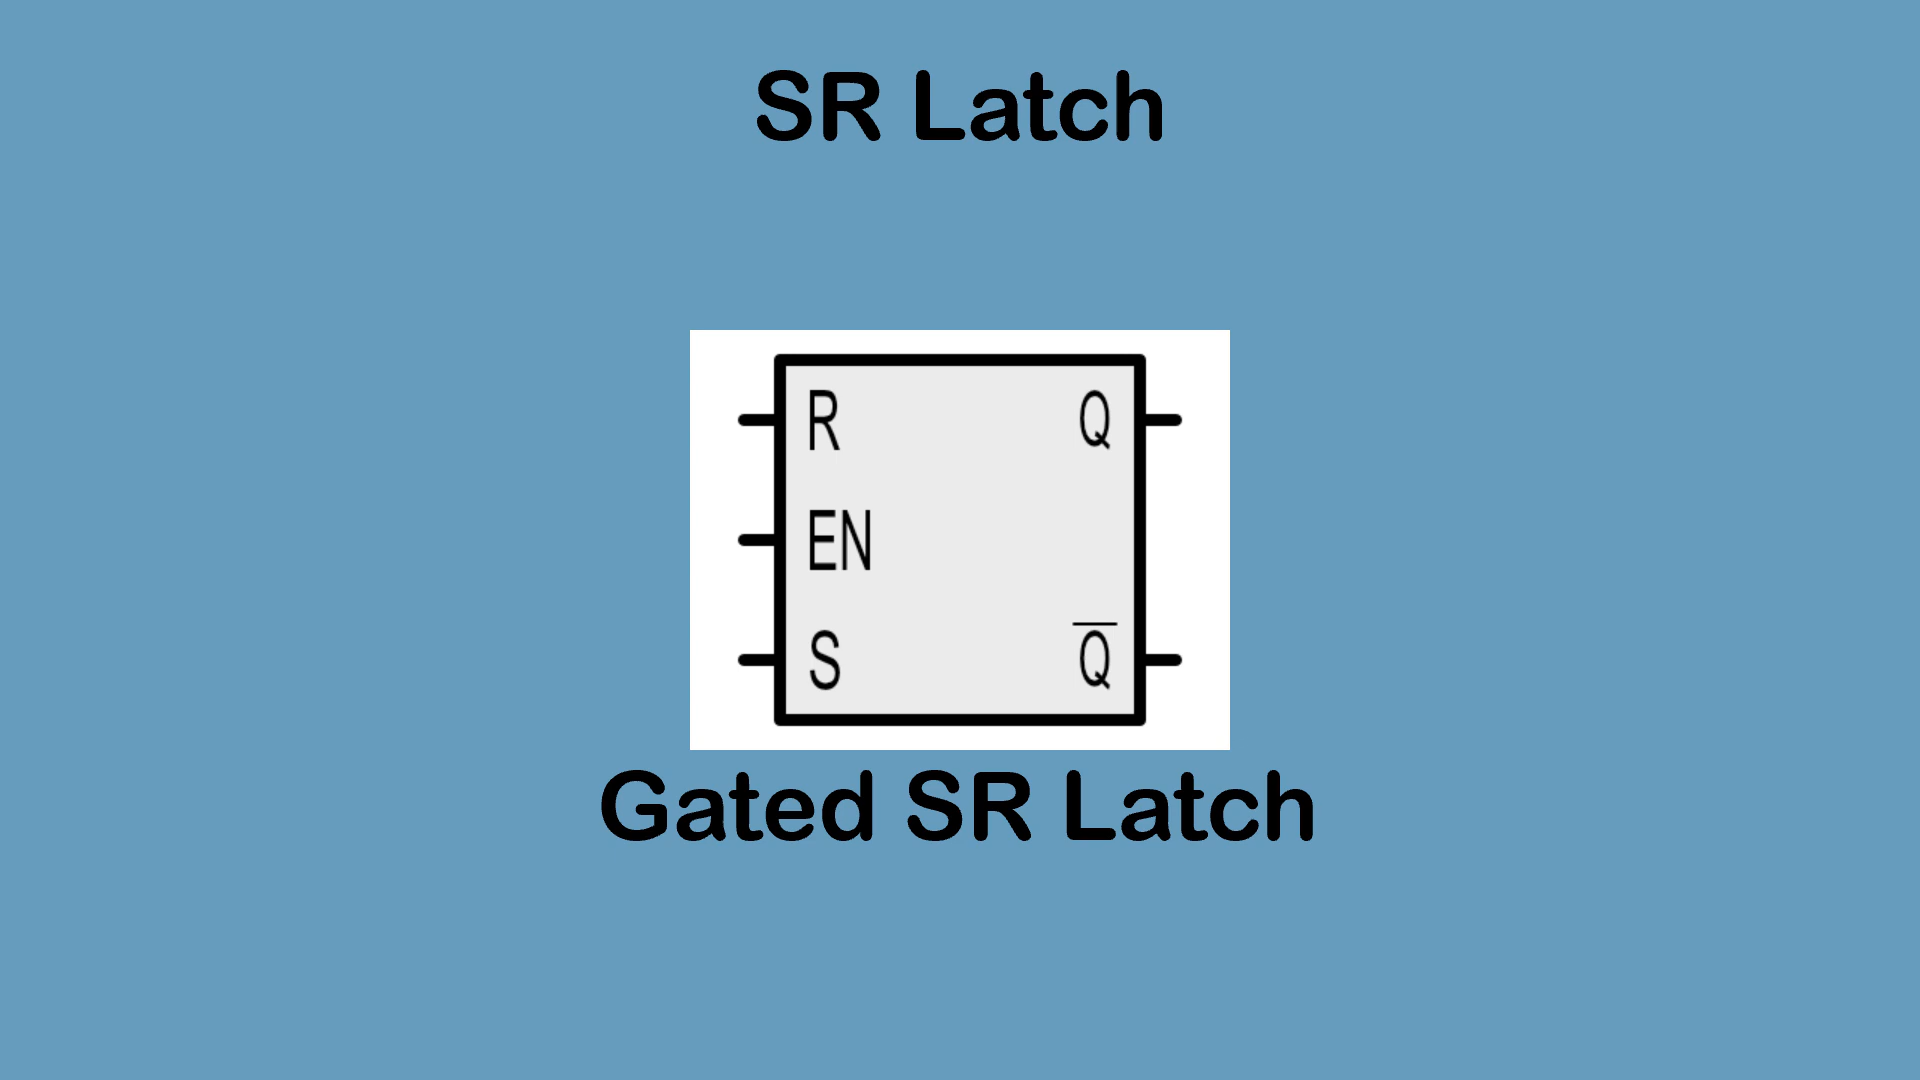 SR Latch
R Q
EN
S Q̅
Gated SR Latch